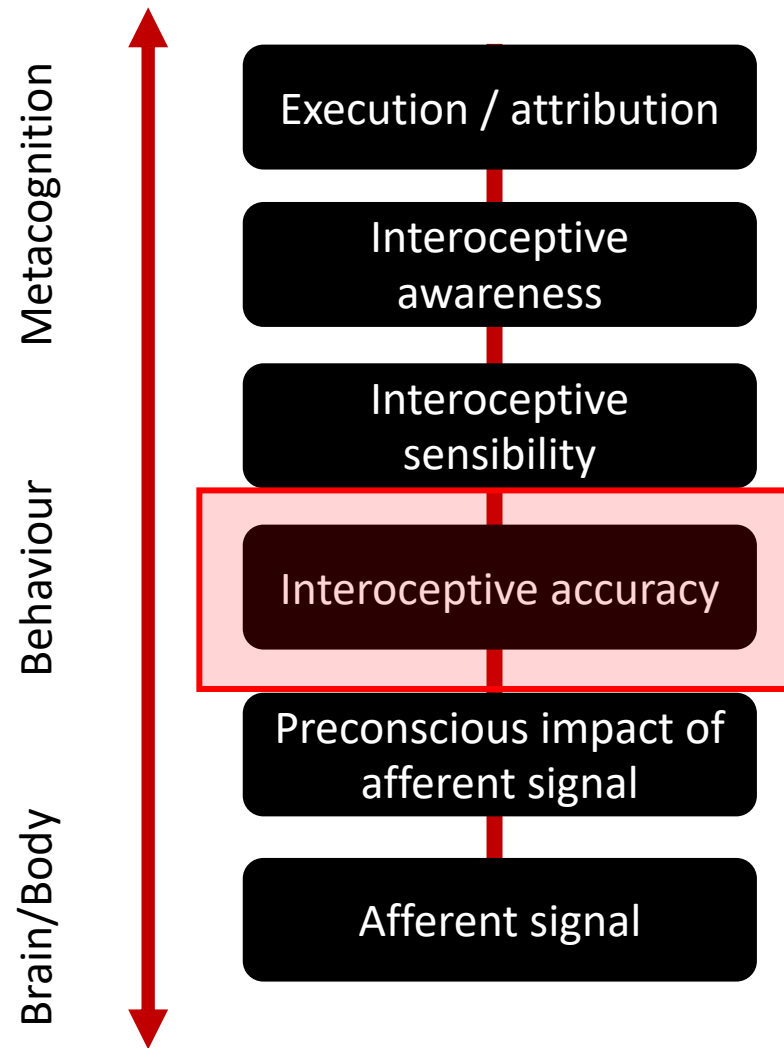 Metacognition
Behaviour
Brain/Body
Execution / attribution
Interoceptive
awareness
Interoceptive
sensibility
Interoceptive accuracy
Preconscious impact of
afferent signal
Afferent signal